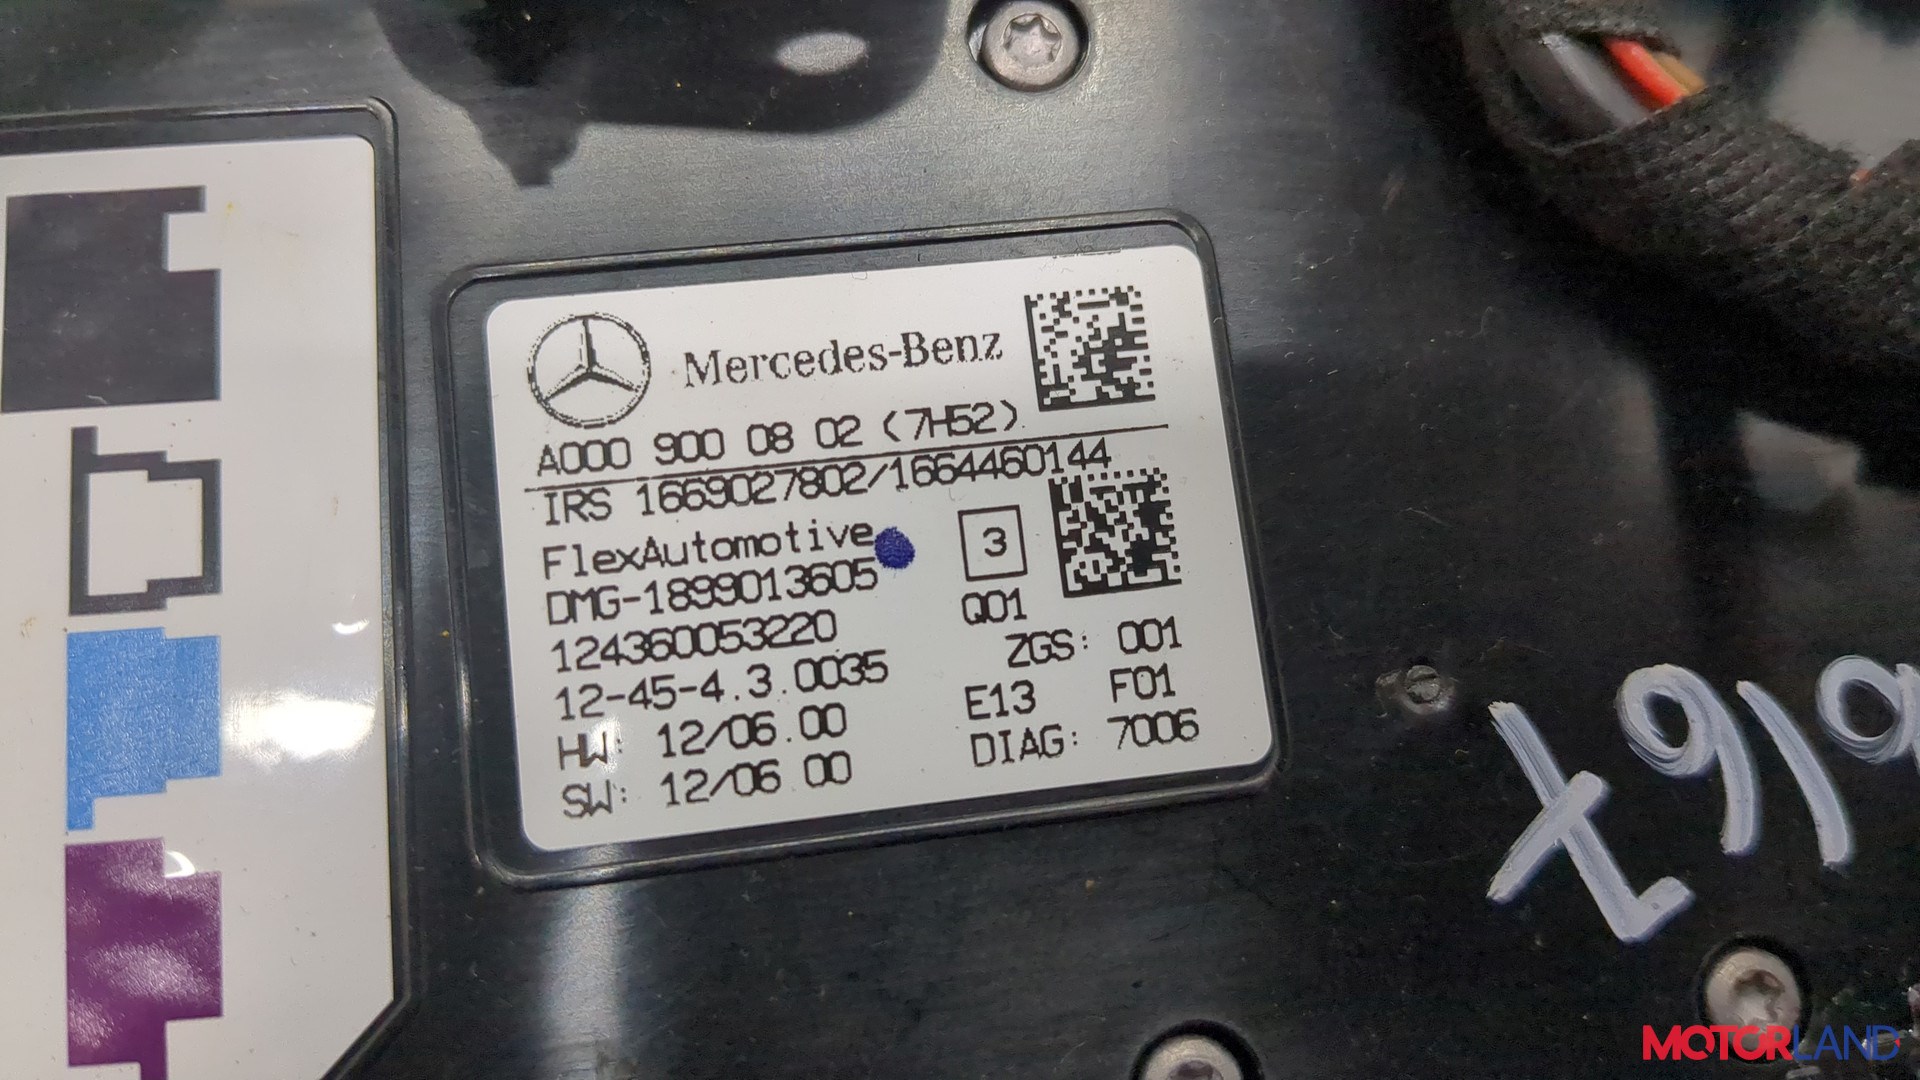 Mercedes-Benz
A000 900 08 02 (7H52)
IRS 1669027802/1664460144
FlexAutomotive
3
DMG-1899013605
Q01
124360053220
ZGS: 001
12-45-4.3.0035
E13 F01
HW: 12/06.00
DIAG: 7006
SW: 12/06 00
MOTORLAND